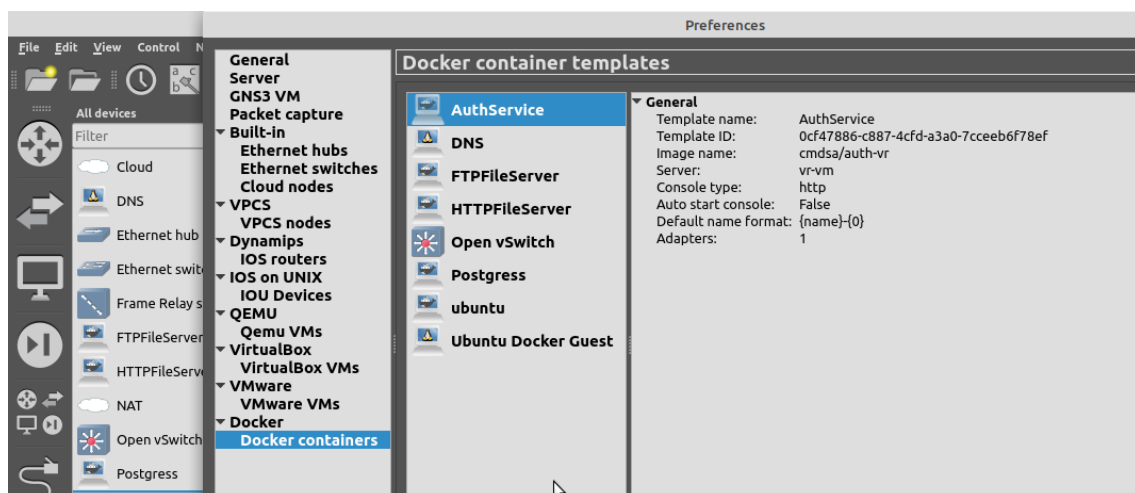 Preferences
File Edit View Control N
All devices
Filter
Cloud
DNS
Ethernet hub
Ethernet swit
Frame Relay s
FTPFileServer
HTTPFileServ
NAT
Open vSwitch
Postgress
General
Server
GNS3 VM
Packet capture
Built-in
Ethernet hubs
Ethernet switches
Cloud nodes
VPCS
VPCS nodes
Dynamips
IOS routers
IOS on UNIX
IOU Devices
QEMU
Qemu VMs
VirtualBox
VirtualBox VMs
VMware
VMware VMs
Docker
Docker containers
Docker container templates
AuthService
DNS
FTPFileServer
HTTPFileServer
Open vSwitch
Postgress
ubuntu
Ubuntu Docker Guest
General
Template name: AuthService
Template ID: 0cf47886-c887-4cfd-a3a0-7cceeb6f78ef
Image name: cmdsa/auth-vr
Server: vr-vm
Console type: http
Auto start console: False
Default name format: {name}-{0}
Adapters: 1